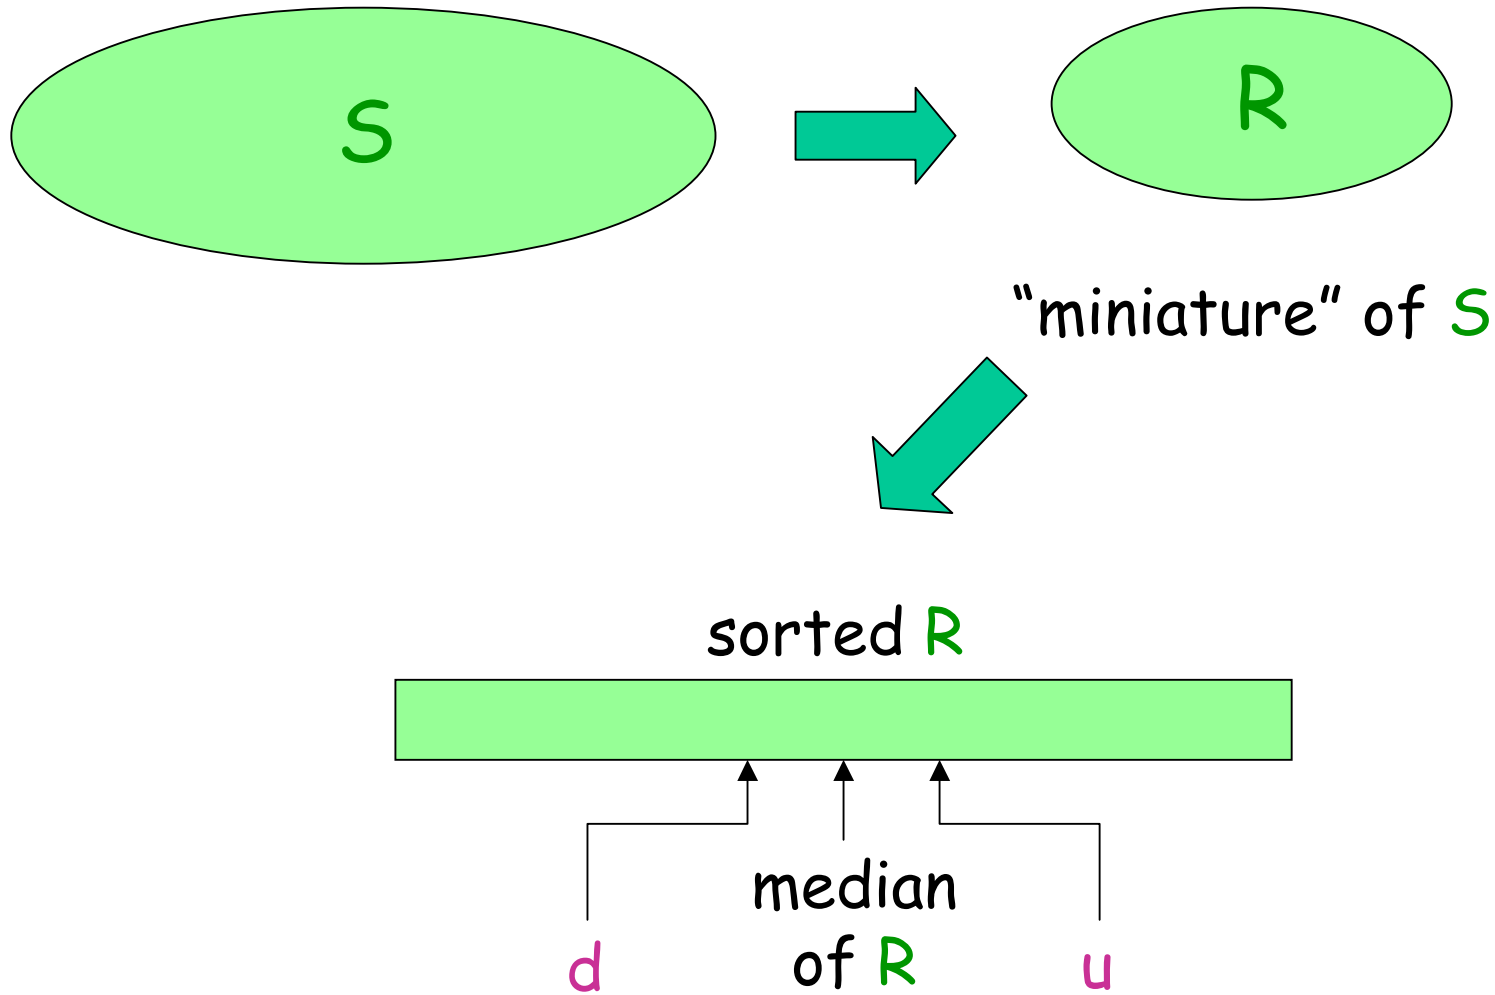 S
R
“miniature” of S
sorted R
median
of R
d
u